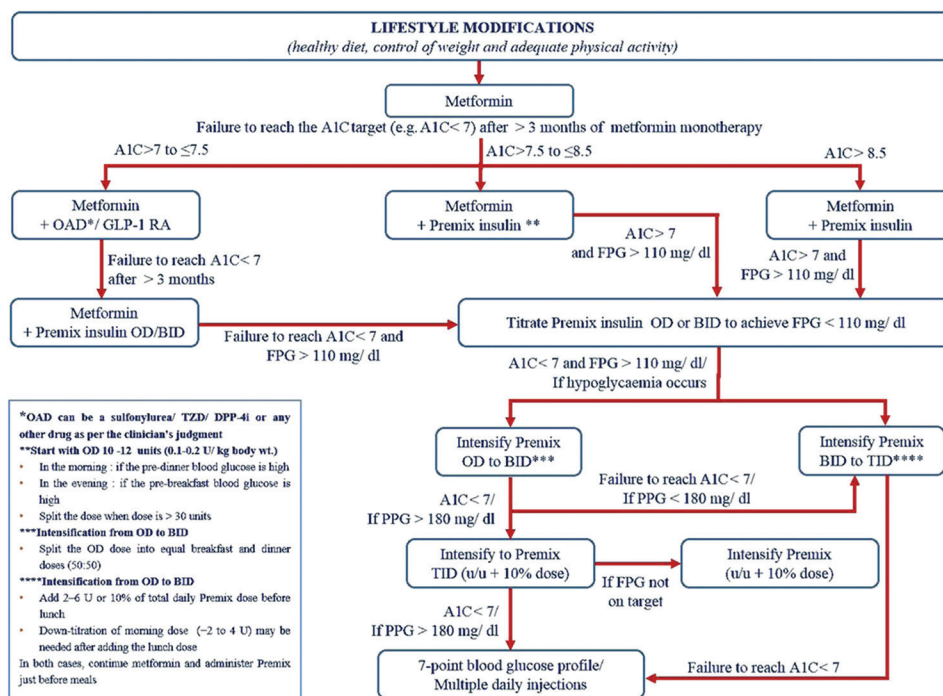 LIFESTYLE MODIFICATIONS
(healthy diet, control of weight and adequate physical activity)
Metformin
Failure to reach the A1C target (e.g. A1C< 7) after > 3 months of metformin monotherapy
A1C>7 to ≤7.5
A1C>7.5 to ≤8.5
A1C> 8.5
Metformin
+ OAD*/ GLP-1 RA
Metformin
+ Premix insulin **
Metformin
+ Premix insulin
Failure to reach A1C< 7
after > 3 months
A1C> 7
and FPG > 110 mg/ dl
A1C> 7 and
FPG > 110 mg/ dl
Metformin
+ Premix insulin OD/BID
Failure to reach A1C< 7 and
FPG > 110 mg/ dl
Titrate Premix insulin OD or BID to achieve FPG < 110 mg/ dl
A1C< 7 and FPG > 110 mg/ dl/
If hypoglycaemia occurs
Intensify Premix
OD to BID***
Intensify Premix
BID to TID****
Failure to reach A1C< 7/
If PPG < 180 mg/ dl
A1C< 7/
If PPG > 180 mg/ dl
Intensify to Premix
TID (u/u + 10% dose)
If FPG not
on target
Intensify Premix
(u/u + 10% dose)
A1C< 7/
If PPG > 180 mg/ dl
7-point blood glucose profile/
Multiple daily injections
Failure to reach A1C< 7
*OAD can be a sulfonylurea/ TZD/ DPP-4i or any
other drug as per the clinician's judgment
**Start with OD 10 -12 units (0.1-0.2 U/ kg body wt.)
• In the morning : if the pre-dinner blood glucose is high
• In the evening : if the pre-breakfast blood glucose is
high
• Split the dose when dose is > 30 units
***Intensification from OD to BID
• Split the OD dose into equal breakfast and dinner
doses (50:50)
****Intensification from OD to BID
• Add 2–6 U or 10% of total daily Premix dose before
lunch
• Down-titration of morning dose (−2 to 4 U) may be
needed after adding the lunch dose
In both cases, continue metformin and administer Premix
just before meals